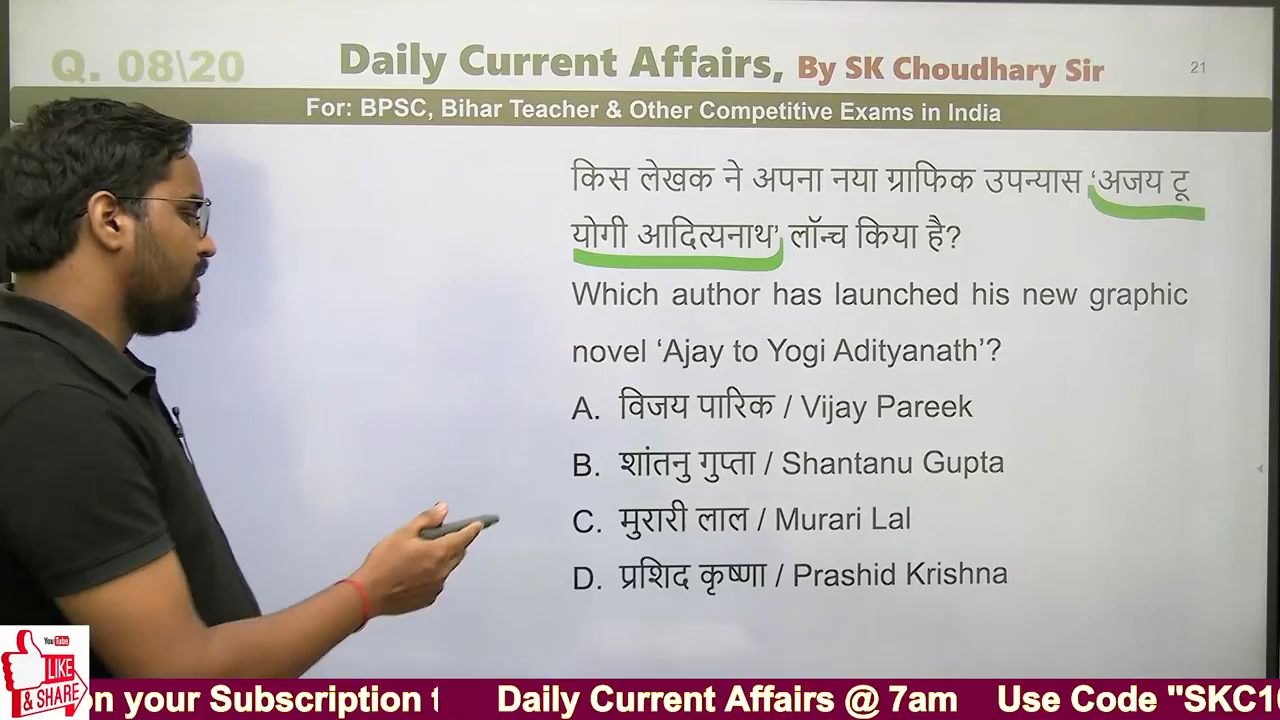 Q. 08\20
Daily Current Affairs, By SK Choudhary Sir
21
For: BPSC, Bihar Teacher & Other Competitive Exams in India
किस लेखक ने अपना नया ग्राफिक उपन्यास 'अजय टू
योगी आदित्यनाथ' लॉन्च किया है?
Which author has launched his new graphic
novel ‘Ajay to Yogi Adityanath’?
A. विजय पारिक / Vijay Pareek
B. शांतनु गुप्ता / Shantanu Gupta
C. मुरारी लाल / Murari Lal
D. प्रशिद कृष्णा / Prashid Krishna
YouTube
LIKE
& SHARE
on your Subscription Daily Current Affairs @ 7am Use Code "SKC1